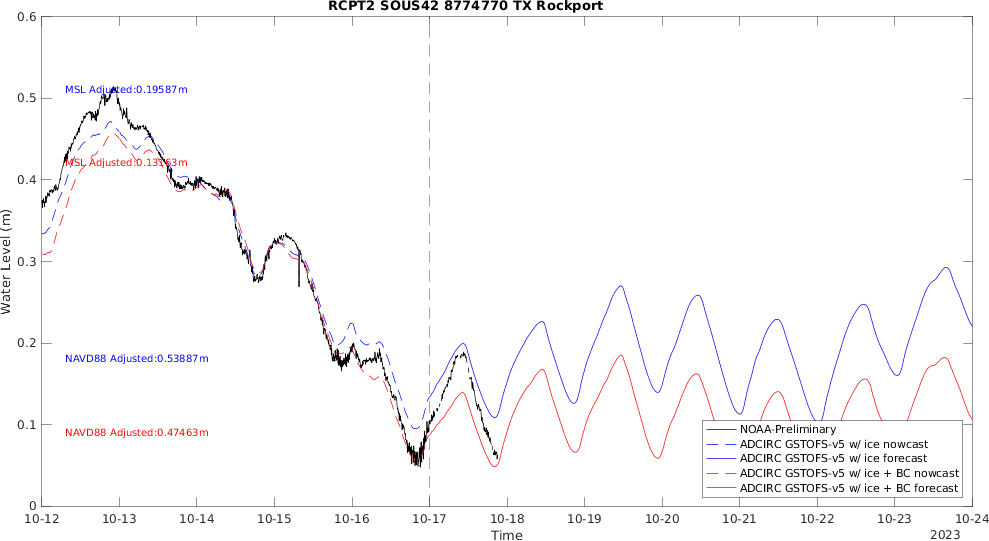 RCPT2 SOUS42 8774770 TX Rockport
0.6
0.5
0.4
0.3
0.2
0.1
0
Water Level (m)
MSL Adjusted:0.19587m
MSL Adjusted:0.13163m
NAVD88 Adjusted:0.53887m
NAVD88 Adjusted:0.47463m
NOAA-Preliminary
ADCIRC GSTOFS-v5 w/ ice nowcast
ADCIRC GSTOFS-v5 w/ ice forecast
ADCIRC GSTOFS-v5 w/ ice + BC nowcast
ADCIRC GSTOFS-v5 w/ ice + BC forecast
10-12 10-13 10-14 10-15 10-16 10-17 10-18 10-19 10-20 10-21 10-22 10-23 10-24
Time
2023